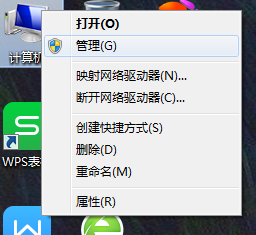 计算机
打开(O)
管理(G)
映射网络驱动器(N)...
断开网络驱动器(C)...
创建快捷方式(S)
删除(D)
重命名(M)
属性(R)
WPS表